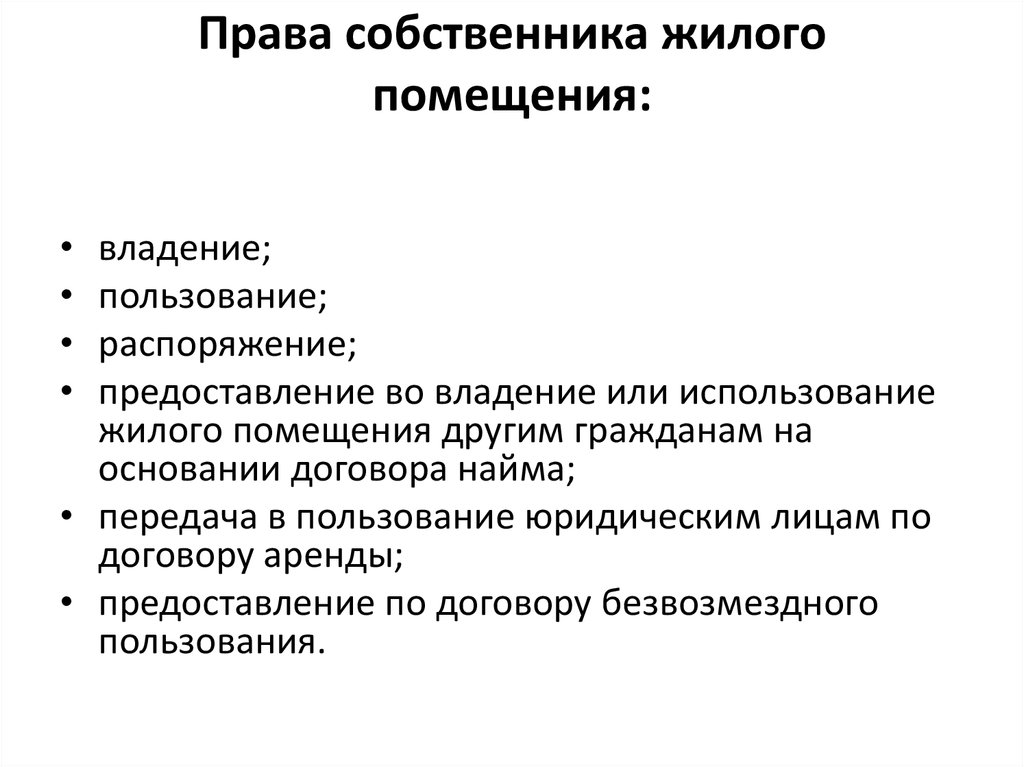 Права собственника жилого
помещения:
• владение;
• пользование;
• распоряжение;
• предоставление во владение или использование
жилого помещения другим гражданам на
основании договора найма;
• передача в пользование юридическим лицам по
договору аренды;
• предоставление по договору безвозмездного
пользования.